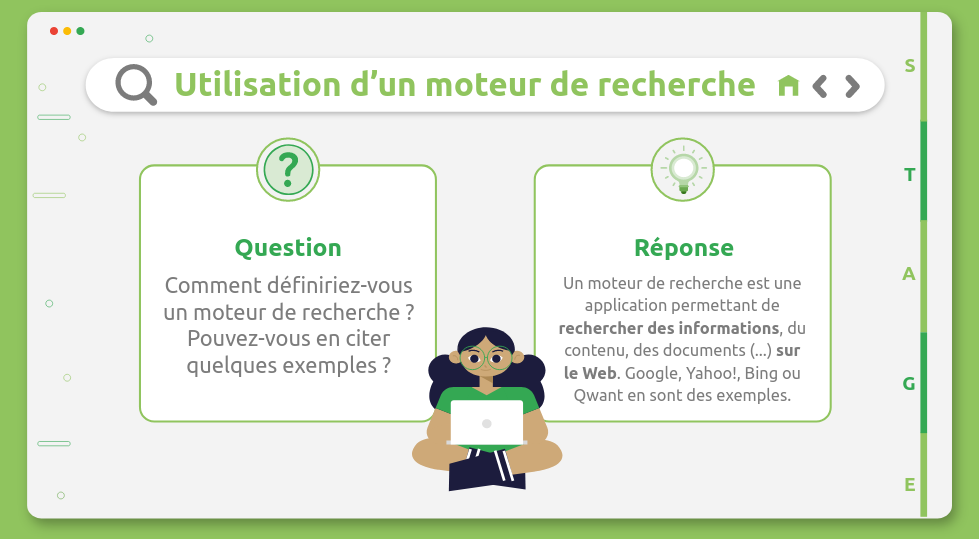 Utilisation d’un moteur de recherche
?
Question
Comment définiriez-vous
un moteur de recherche ?
Pouvez-vous en citer
quelques exemples ?
Réponse
Un moteur de recherche est une
application permettant de
rechercher des informations, du
contenu, des documents (...) sur
le Web. Google, Yahoo!, Bing ou
Qwant en sont des exemples.
S
T
A
G
E